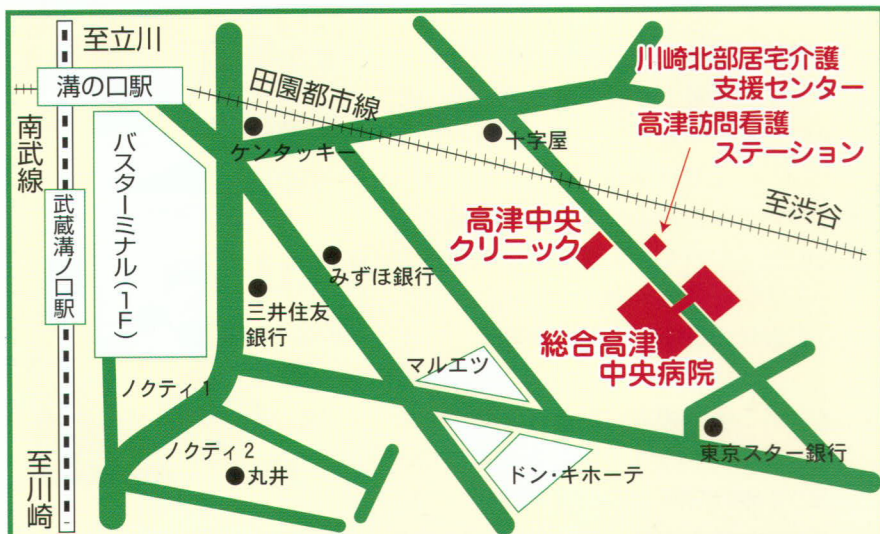 至立川
溝の口駅
田園都市線
川崎北部居宅介護
支援センター
高津訪問看護
ステーション
南武線
バスターミナル(1F)
ケンタッキー
十字屋
至渋谷
武蔵溝ノ口駅
高津中央
クリニック
みずほ銀行
三井住友
銀行
総合高津
中央病院
マルエツ
ノクティ1
ノクティ2
丸井
ドン・キホーテ
東京スター銀行
至川崎